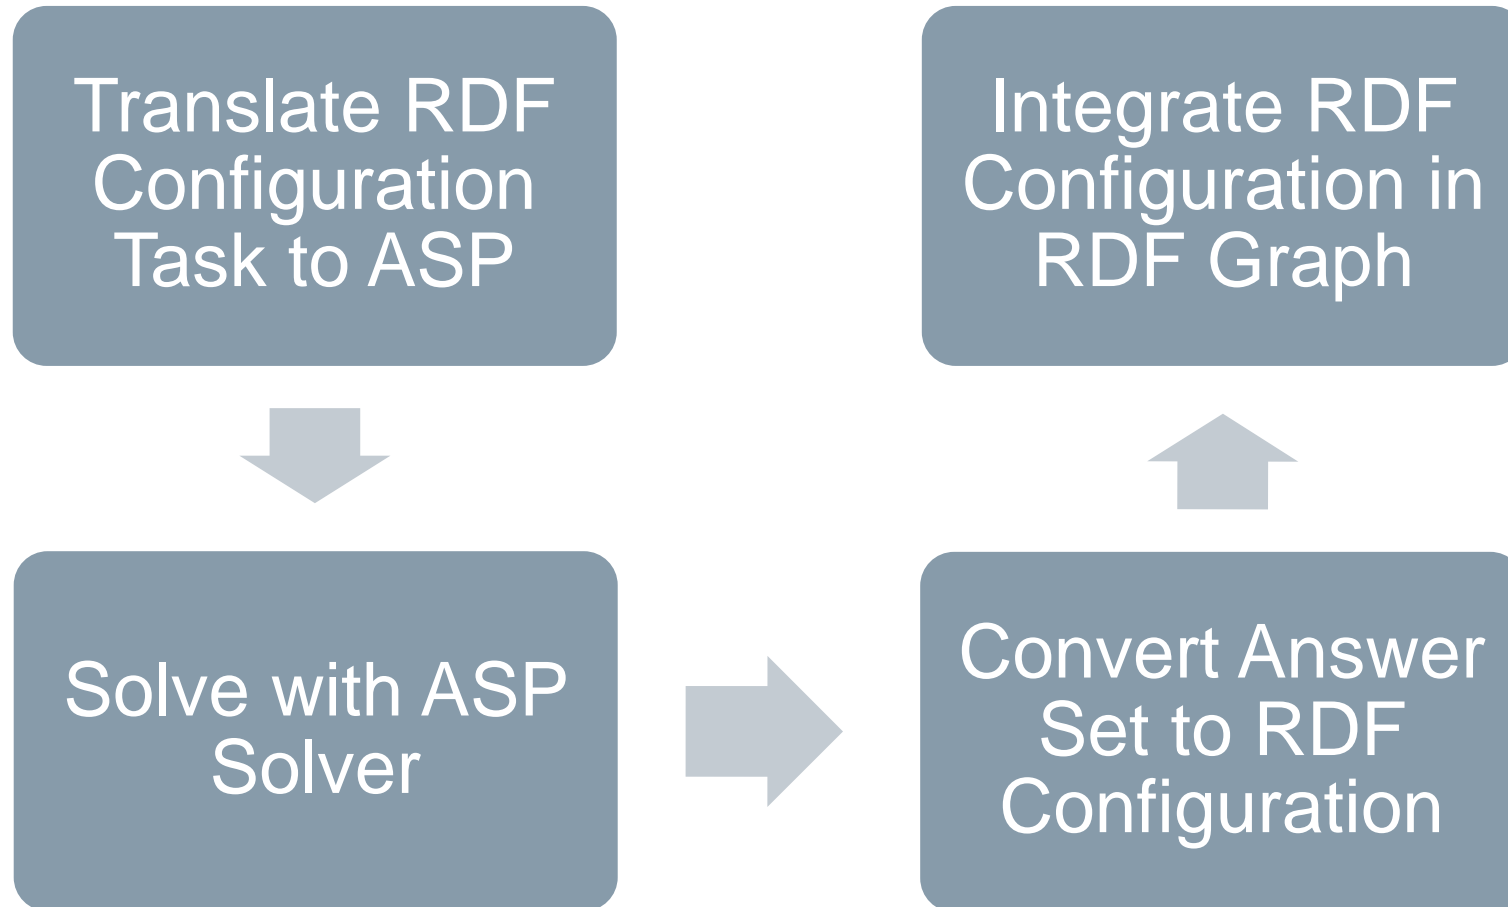 Translate RDF
Configuration
Task to ASP
Solve with ASP
Solver
Convert Answer
Set to RDF
Configuration
Integrate RDF
Configuration in
RDF Graph